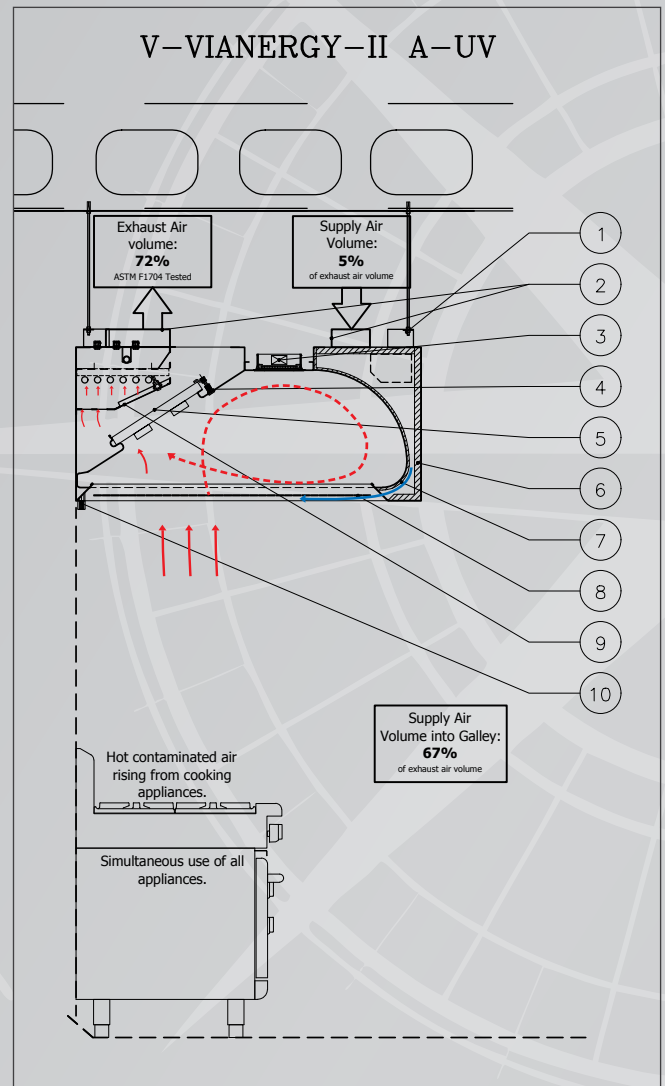 V-VIANERGY-II A-UV
Exhaust Air
volume:
72%
ASTM F1704 Tested
Supply Air
Volume:
5%
of exhaust air volume
1
2
3
4
5
6
7
8
9
10
Supply Air
Volume into Galley:
67%
of exhaust air volume
Hot contaminated air
rising from cooking
appliances.
Simultaneous use of all
appliances.